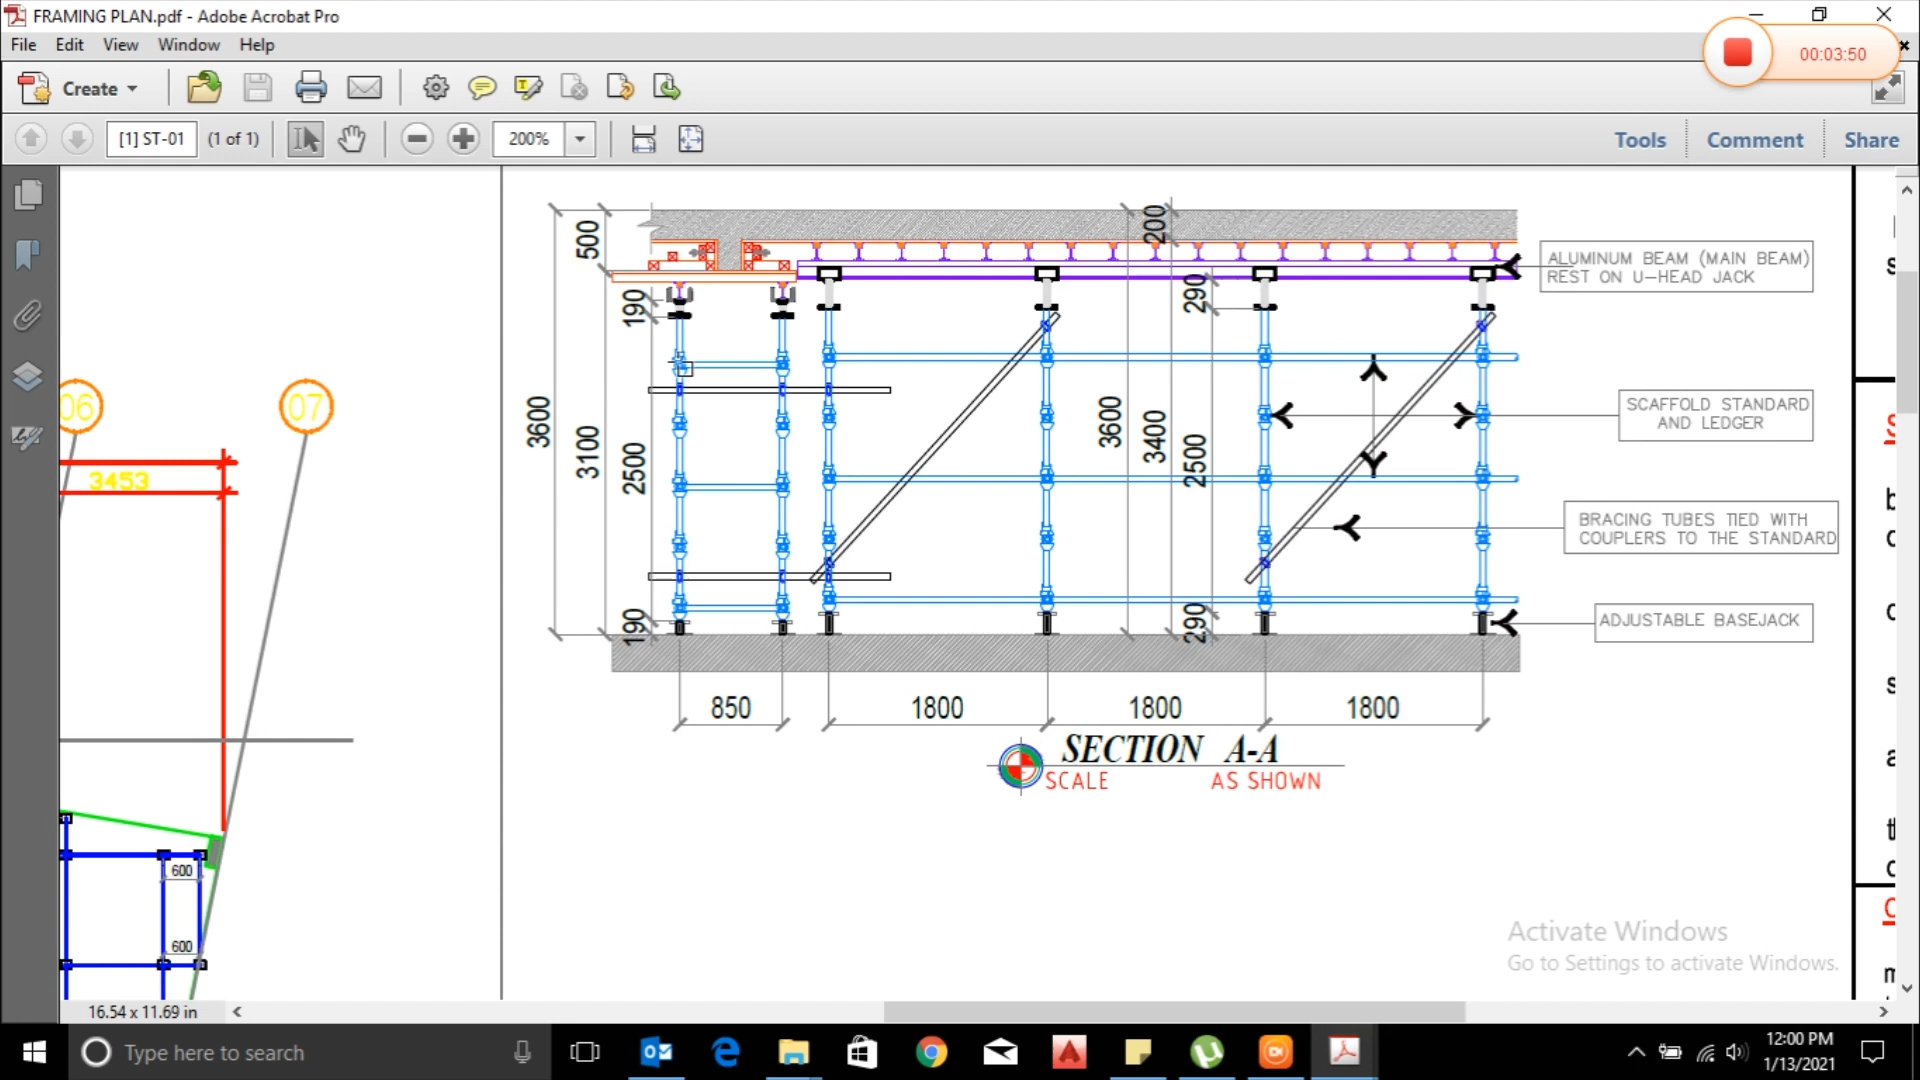 FRAMING PLAN.pdf - Adobe Acrobat Pro
File Edit View Window Help
00:03:50
Create
[1] ST-01 (1 of 1) 200% Tools Comment Share
500
200
190
290
3600
3100
2500
3600
3400
2500
190
290
ALUMINUM BEAM (MAIN BEAM)
REST ON U-HEAD JACK
SCAFFOLD STANDARD
AND LEDGER
BRACING TUBES TIED WITH
COUPLERS TO THE STANDARD
ADJUSTABLE BASEJACK
06 07
3453
850 1800 1800 1800
SECTION A-A
SCALE AS SHOWN
600
600
Activate Windows
Go to Settings to activate Windows.
16.54 x 11.69 in
Type here to search
12:00 PM
1/13/2021